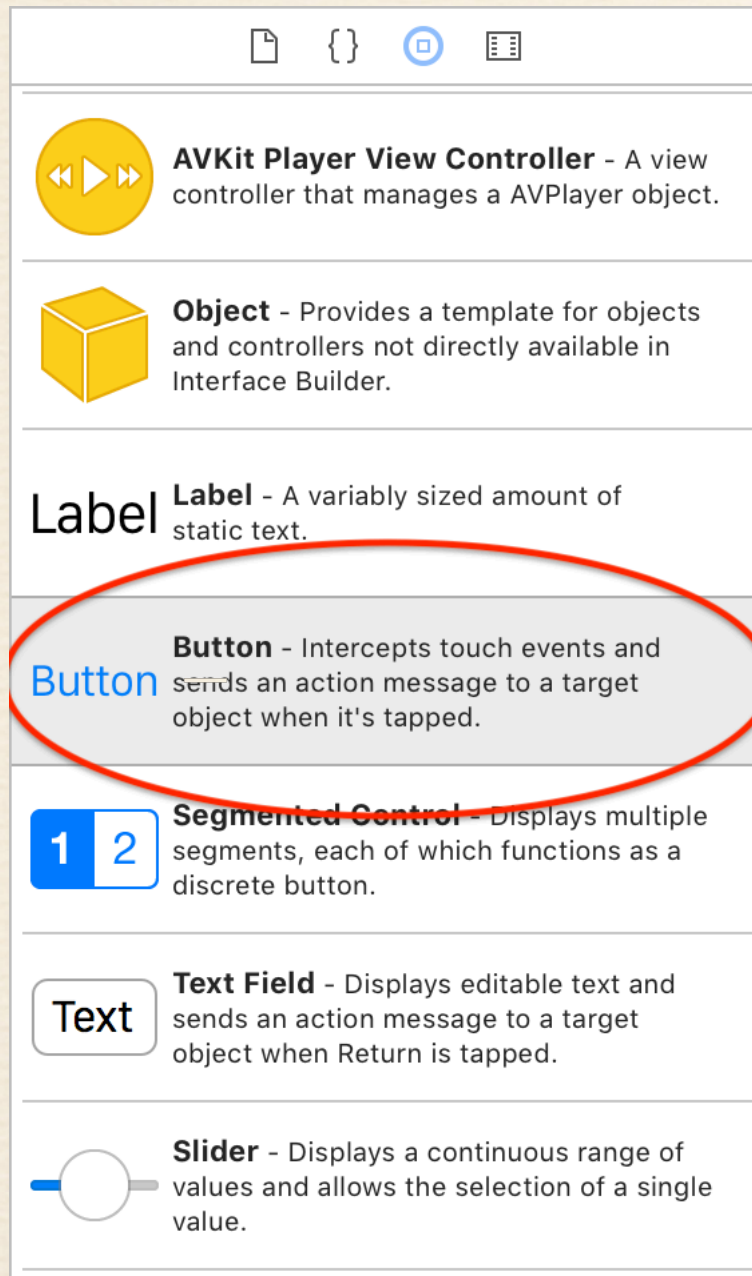 {}
AVKit Player View Controller - A view
controller that manages a AVPlayer object.
Object - Provides a template for objects
and controllers not directly available in
Interface Builder.
Label
Label - A variably sized amount of
static text.
Button
Button - Intercepts touch events and
sends an action message to a target
object when it's tapped.
1 2
Segmented Control - Displays multiple
segments, each of which functions as a
discrete button.
Text
Text Field - Displays editable text and
sends an action message to a target
object when Return is tapped.
Slider - Displays a continuous range of
values and allows the selection of a single
value.